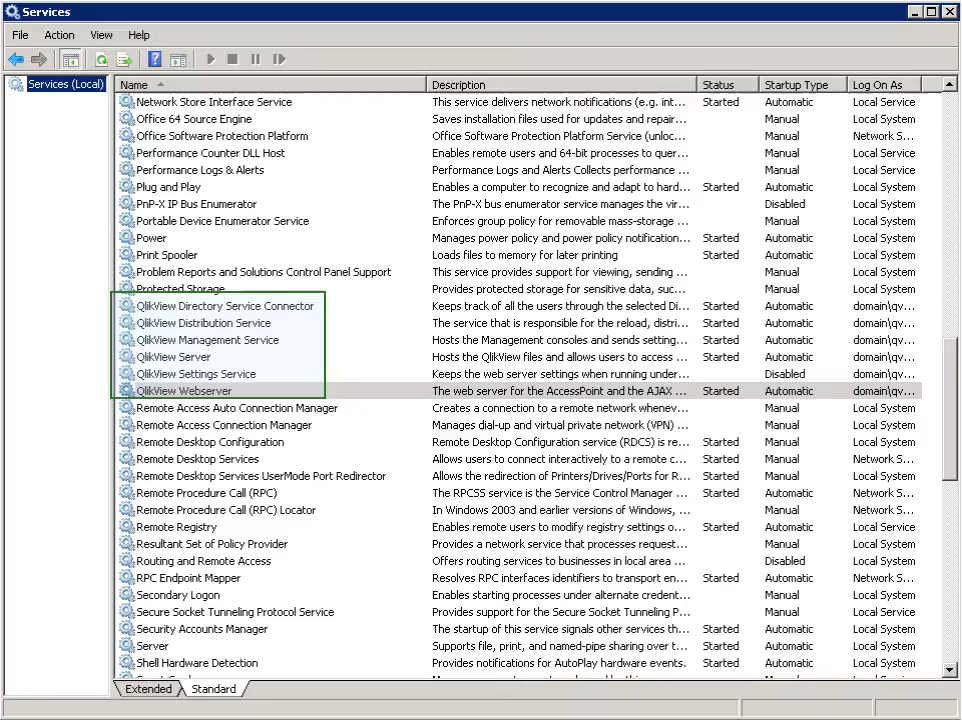 Services
File Action View Help
Services (Local)
Name Description Status Startup Type Log On As
Network Store Interface Service This service delivers network notifications (e.g. int... Started Automatic Local Service
Office 64 Source Engine Saves installation files used for updates and repair... Manual Local System
Office Software Protection Platform Office Software Protection Platform Service (unloc... Manual Network S...
Performance Counter DLL Host Enables remote users and 64-bit processes to quer... Manual Local Service
Performance Logs & Alerts Performance Logs and Alerts Collects performance ... Manual Local Service
Plug and Play Enables a computer to recognize and adapt to hard... Started Automatic Local System
PnP-X IP Bus Enumerator The PnP-X bus enumerator service manages the vir... Disabled Local System
Portable Device Enumerator Service Enforces group policy for removable mass-storage ... Manual Local System
Power Manages power policy and power policy notification... Started Automatic Local System
Print Spooler Loads files to memory for later printing Started Automatic Local System
Problem Reports and Solutions Control Panel Support This service provides support for viewing, sending ... Manual Local System
Protected Storage Provides protected storage for sensitive data, suc... Manual Local System
QlikView Directory Service Connector Keeps track of all the users through the selected Di... Started Automatic domain\qv...
QlikView Distribution Service The service that is responsible for the reload, distri... Started Automatic domain\qv...
QlikView Management Service Hosts the Management consoles and sends setting... Started Automatic domain\qv...
QlikView Server Hosts the QlikView files and allows users to access ... Started Automatic domain\qv...
QlikView Settings Service Keeps the web server settings when running under... Disabled domain\qv...
QlikView Webserver The web server for the AccessPoint and the AJAX ... Started Automatic domain\qv...
Remote Access Auto Connection Manager Creates a connection to a remote network whenev... Manual Local System
Remote Access Connection Manager Manages dial-up and virtual private network (VPN) ... Manual Local System
Remote Desktop Configuration Remote Desktop Configuration service (RDCS) is re... Started Manual Local System
Remote Desktop Services Allows users to connect interactively to a remote c... Started Manual Network S...
Remote Desktop Services UserMode Port Redirector Allows the redirection of Printers/Drives/Ports for R... Started Manual Local System
Remote Procedure Call (RPC) The RPCSS service is the Service Control Manager ... Started Automatic Network S...
Remote Procedure Call (RPC) Locator In Windows 2003 and earlier versions of Windows, ... Manual Network S...
Remote Registry Enables remote users to modify registry settings o... Started Automatic Local Service
Resultant Set of Policy Provider Provides a network service that processes request... Manual Local System
Routing and Remote Access Offers routing services to businesses in local area ... Disabled Local System
RPC Endpoint Mapper Resolves RPC interfaces identifiers to transport en... Started Automatic Network S...
Secondary Logon Enables starting processes under alternate credent... Manual Local System
Secure Socket Tunneling Protocol Service Provides support for the Secure Socket Tunneling P... Manual Local Service
Security Accounts Manager The startup of this service signals other services th... Started Automatic Local System
Server Supports file, print, and named-pipe sharing over t... Started Automatic Local System
Shell Hardware Detection Provides notifications for AutoPlay hardware events. Started Automatic Local System
Extended Standard